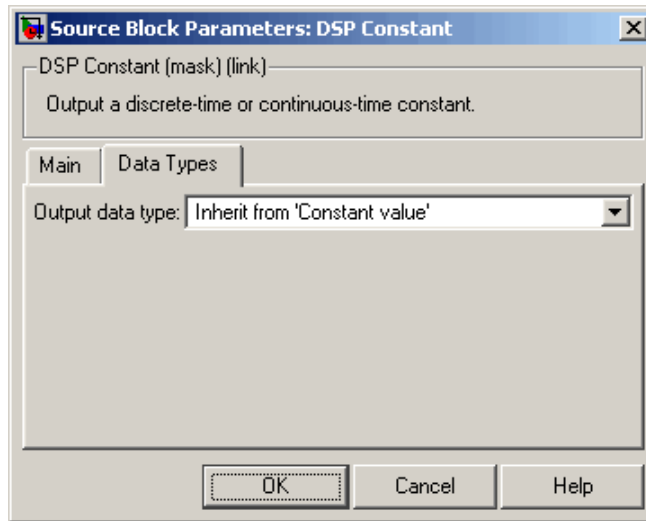 Source Block Parameters: DSP Constant
DSP Constant (mask) (link)
Output a discrete-time or continuous-time constant.
Main Data Types
Output data type: Inherit from 'Constant value'
OK Cancel Help